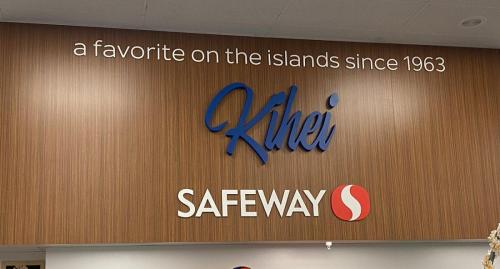 a favorite on the islands since 1963
Kihei
SAFEWAY